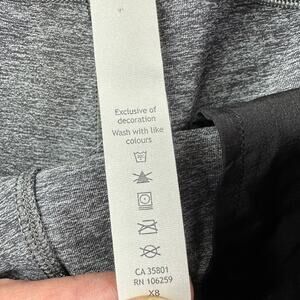 Exclusive of
decoration
Wash with like
colours
CA 35801
RN 106259
X8